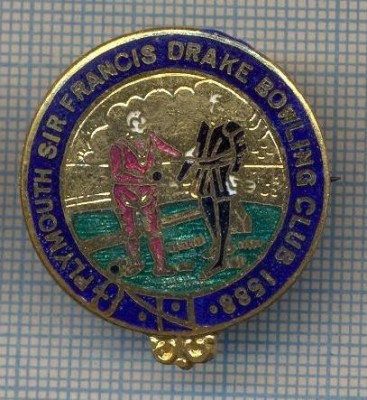 PLYMOUTH SIR FRANCIS DRAKE BOWLING CLUB 1588